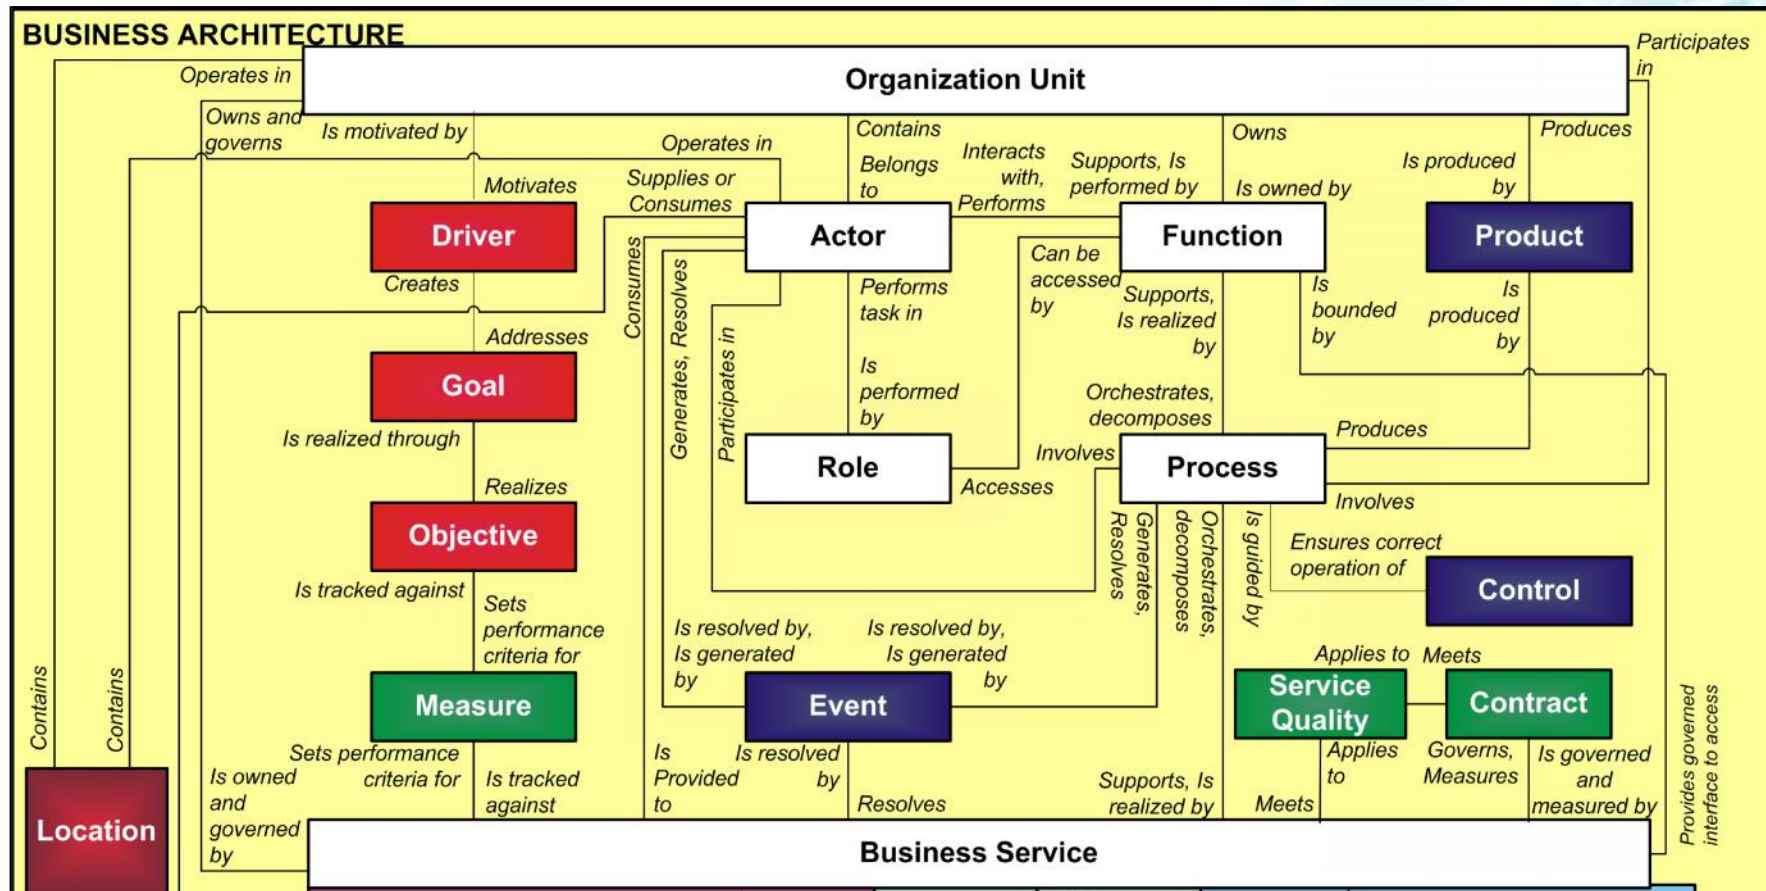 BUSINESS ARCHITECTURE
Organization Unit
Operates in
Participates
in
Owns and
governs
Is motivated by
Contains
Owns
Produces
Operates in
Belongs
to
Interacts
with,
Performs
Supports, Is
performed by
Is owned by
Is produced
by
Motivates
Supplies or
Consumes
Driver
Actor
Function
Product
Creates
Consumes
Generates, Resolves
Participates in
Performs
task in
Can be
accessed
by
Supports,
Is realized
by
Is
bounded
by
Is
produced
by
Addresses
Goal
Is
performed
by
Orchestrates,
decomposes
Is realized through
Produces
Role
Involves
Process
Realizes
Accesses
Involves
Objective
Generates,
Resolves
Orchestrates,
decomposes
Is guided by
Ensures correct
operation of
Control
Is tracked against
Sets
performance
criteria for
Is resolved by,
Is generated
by
Is resolved by,
Is generated
by
Applies to
Meets
Measure
Event
Service
Quality
Contract
Contains
Contains
Provides governed
interface to access
Sets performance
criteria for
Is tracked
against
Is
Provided
to
Is resolved
by
Resolves
Supports, Is
realized by
Applies
to
Meets
Governs,
Measures
Is governed
and
measured by
Is owned
and
governed
by
Location
Business Service